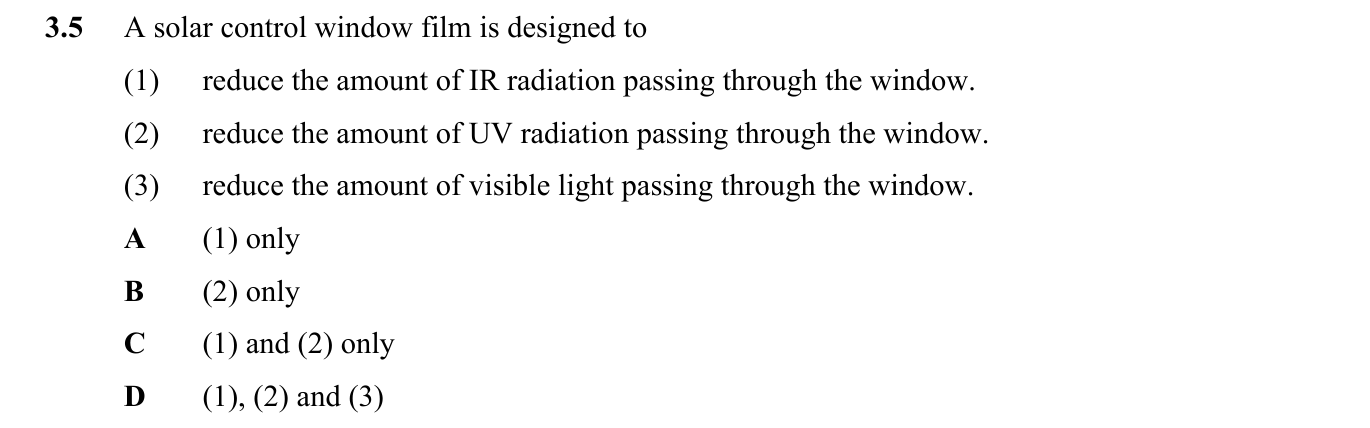 3.5 A solar control window film is designed to
(1) reduce the amount of IR radiation passing through the window.
(2) reduce the amount of UV radiation passing through the window.
(3) reduce the amount of visible light passing through the window.
A (1) only
B (2) only
C (1) and (2) only
D (1), (2) and (3)